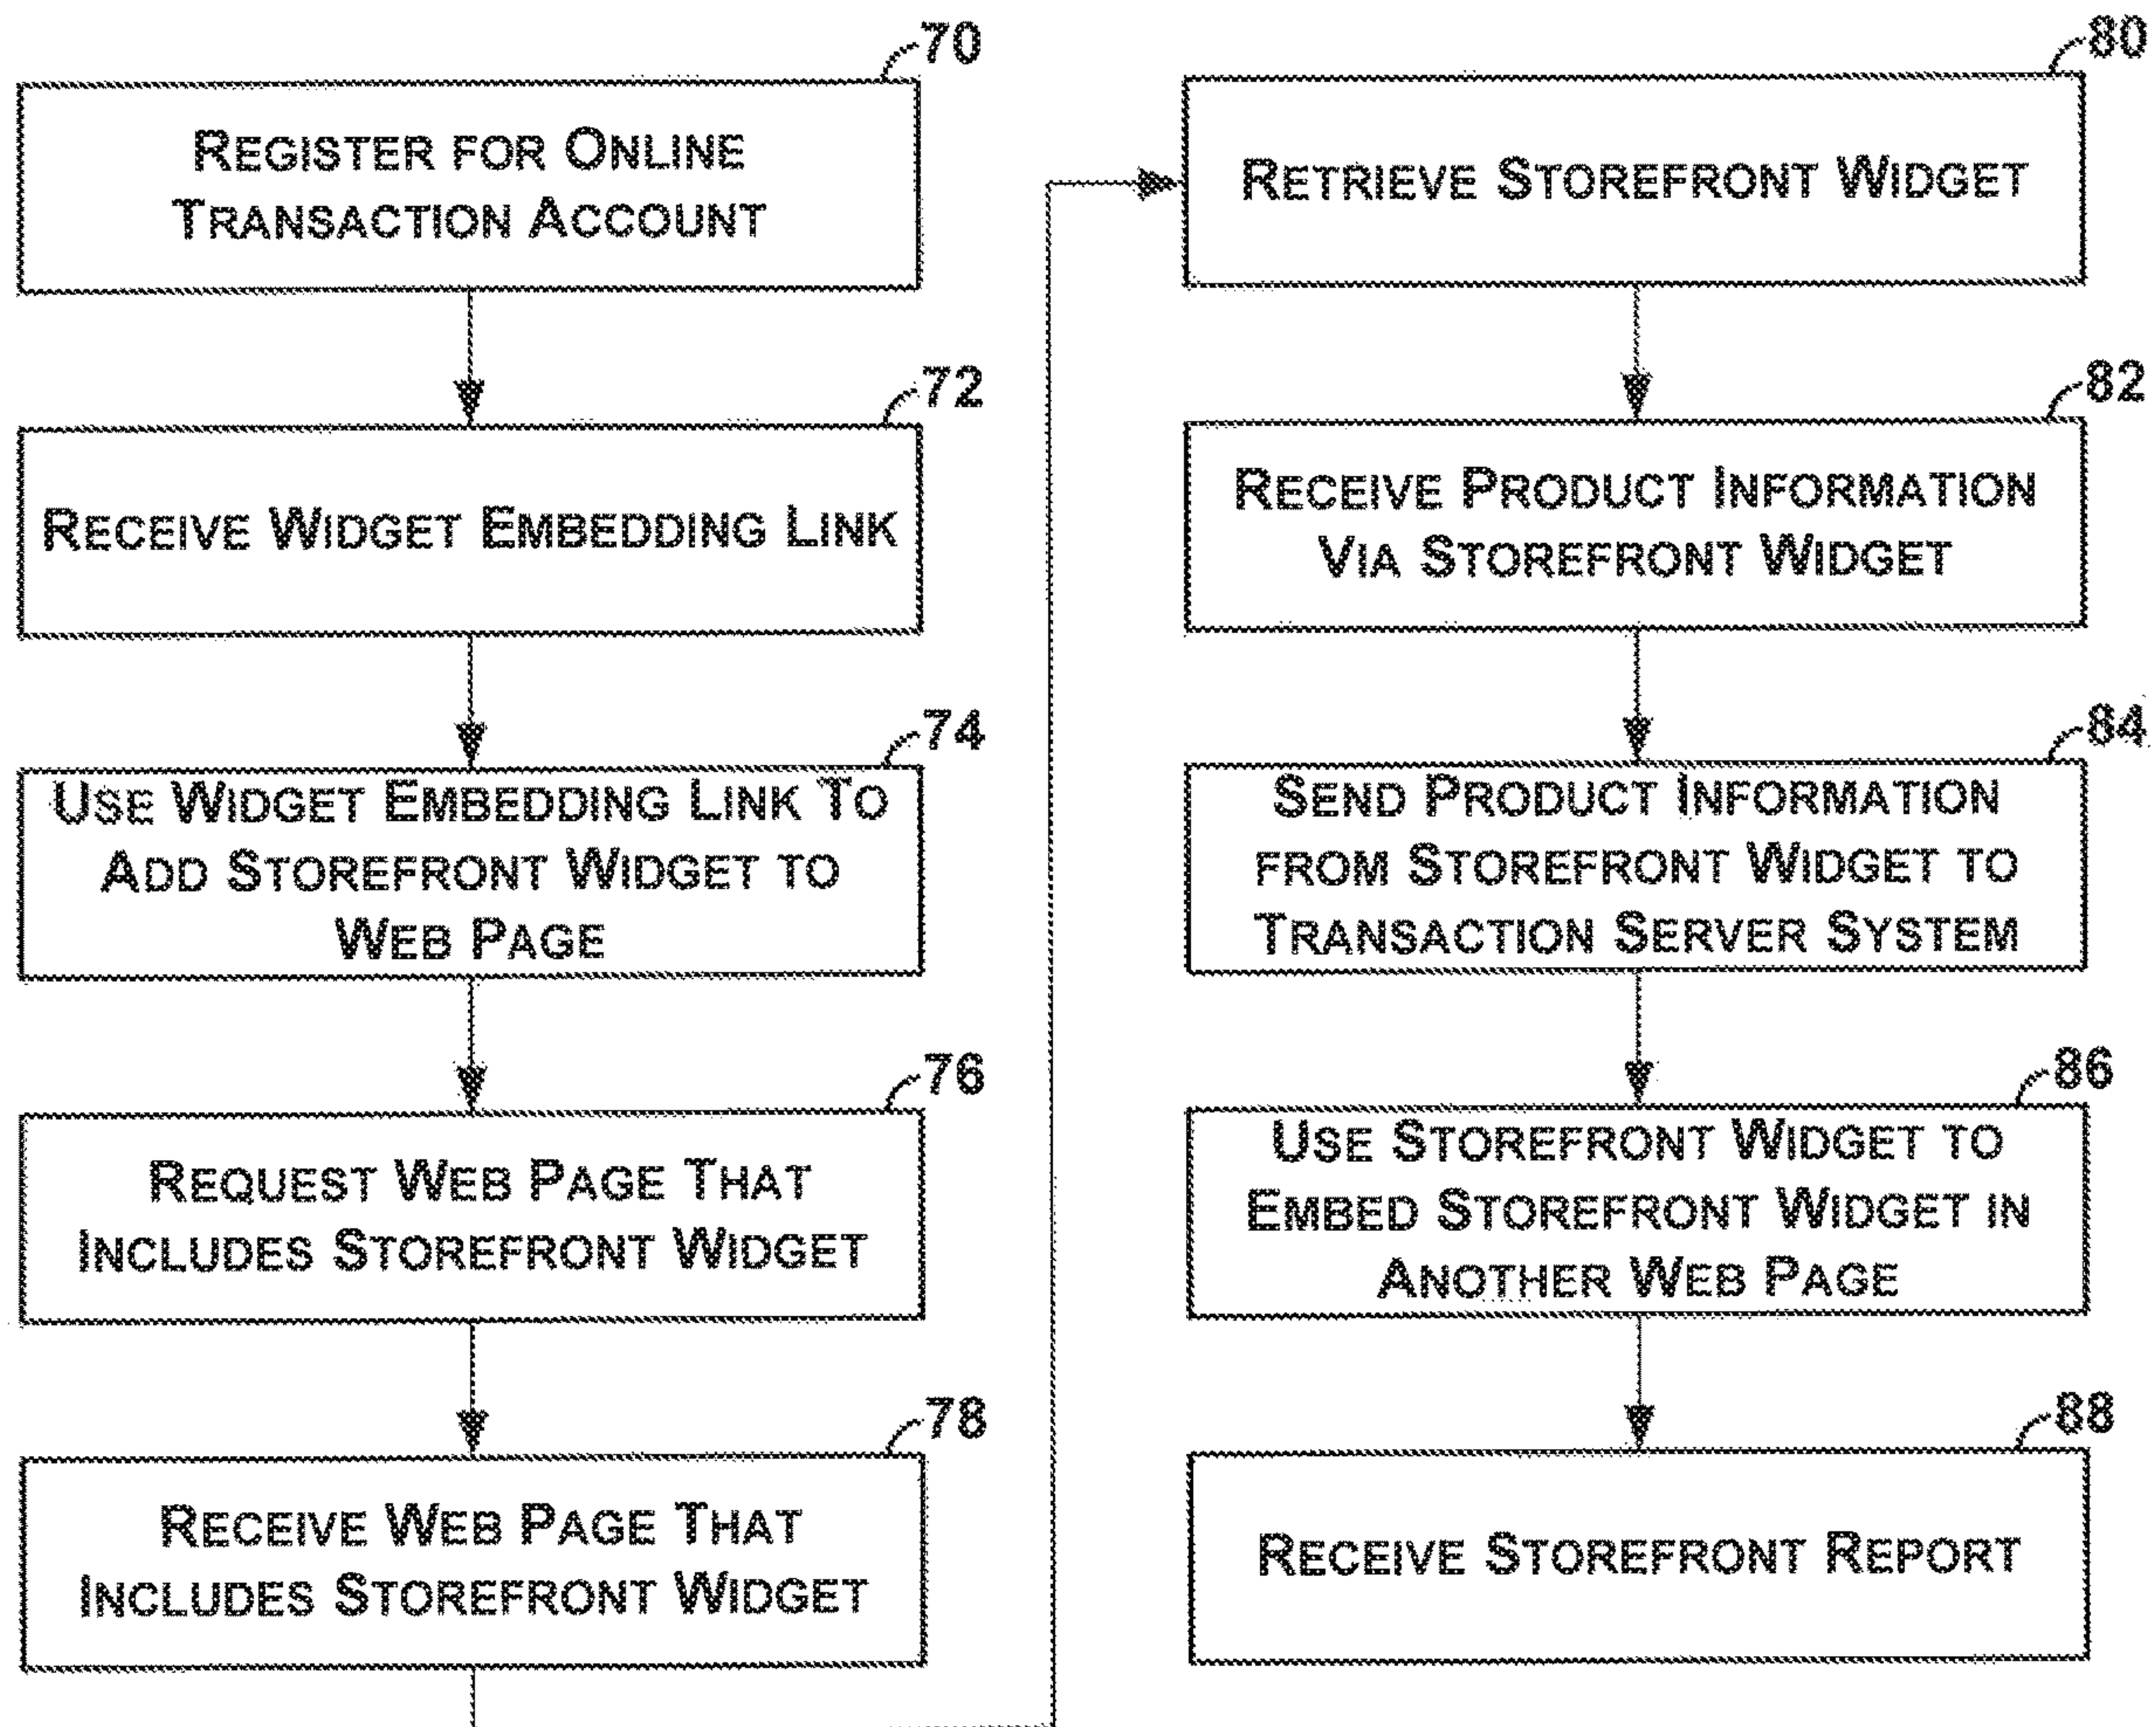 70
REGISTER FOR ONLINE
TRANSACTION ACCOUNT
72
RECEIVE WIDGET EMBEDDING LINK
74
USE WIDGET EMBEDDING LINK TO
ADD STOREFRONT WIDGET TO
WEB PAGE
76
REQUEST WEB PAGE THAT
INCLUDES STOREFRONT WIDGET
78
RECEIVE WEB PAGE THAT
INCLUDES STOREFRONT WIDGET
80
RETRIEVE STOREFRONT WIDGET
82
RECEIVE PRODUCT INFORMATION
VIA STOREFRONT WIDGET
84
SEND PRODUCT INFORMATION
FROM STOREFRONT WIDGET TO
TRANSACTION SERVER SYSTEM
86
USE STOREFRONT WIDGET TO
EMBED STOREFRONT WIDGET IN
ANOTHER WEB PAGE
88
RECEIVE STOREFRONT REPORT